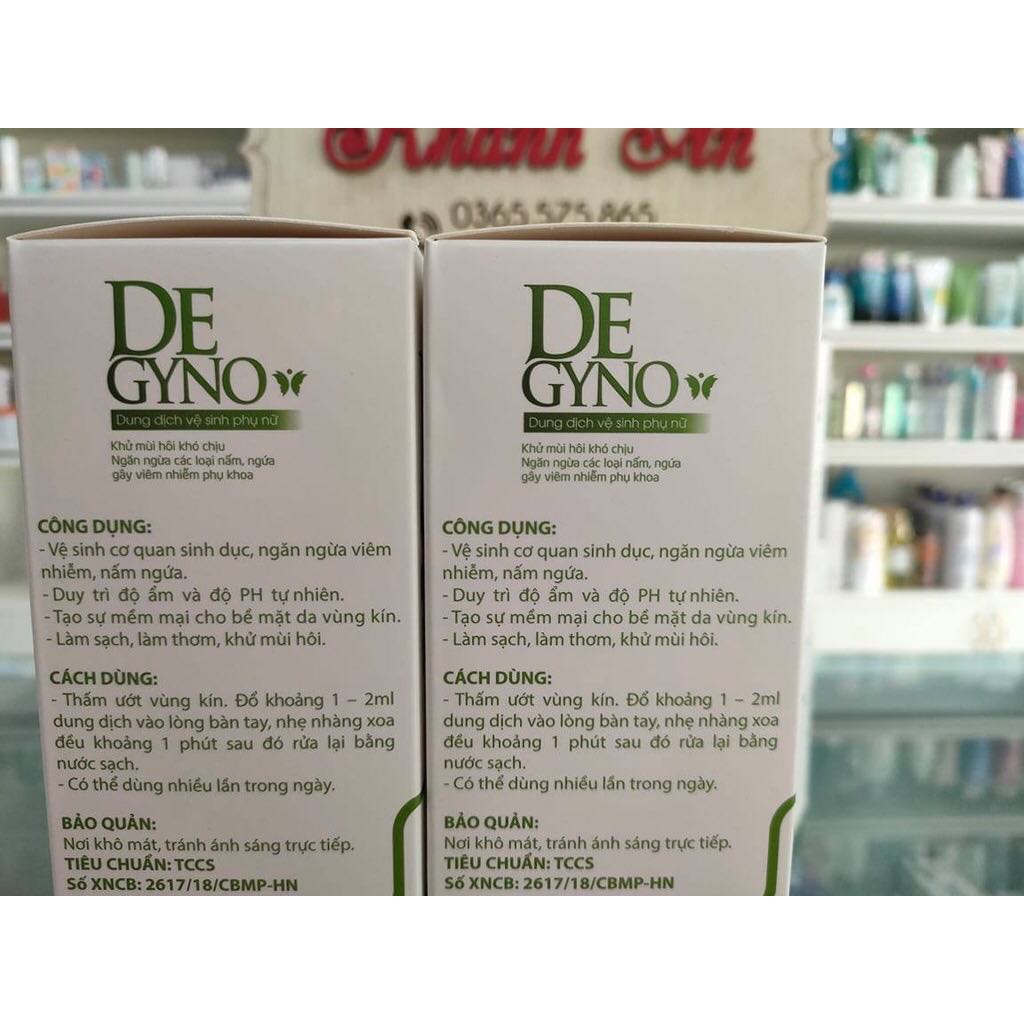 Khánh An
0365.575.865
DE
GYNO
Dung dịch vệ sinh phụ nữ
Khử mùi hôi khó chịu
Ngăn ngừa các loại nấm, ngứa
gây viêm nhiễm phụ khoa
CÔNG DỤNG:
- Vệ sinh cơ quan sinh dục, ngăn ngừa viêm
nhiễm, nấm ngứa.
- Duy trì độ ẩm và độ PH tự nhiên.
- Tạo sự mềm mại cho bề mặt da vùng kín.
- Làm sạch, làm thơm, khử mùi hôi.
CÁCH DÙNG:
- Thấm ướt vùng kín. Đổ khoảng 1 – 2ml
dung dịch vào lòng bàn tay, nhẹ nhàng xoa
đều khoảng 1 phút sau đó rửa lại bằng
nước sạch.
- Có thể dùng nhiều lần trong ngày.
BẢO QUẢN:
Nơi khô mát, tránh ánh sáng trực tiếp.
TIÊU CHUẨN: TCCS
Số XNCB: 2617/18/CBMP-HN
DE
GYNO
Dung dịch vệ sinh phụ nữ
Khử mùi hôi khó chịu
Ngăn ngừa các loại nấm, ngứa
gây viêm nhiễm phụ khoa
CÔNG DỤNG:
- Vệ sinh cơ quan sinh dục, ngăn ngừa viêm
nhiễm, nấm ngứa.
- Duy trì độ ẩm và độ PH tự nhiên.
- Tạo sự mềm mại cho bề mặt da vùng kín.
- Làm sạch, làm thơm, khử mùi hôi.
CÁCH DÙNG:
- Thấm ướt vùng kín. Đổ khoảng 1 – 2ml
dung dịch vào lòng bàn tay, nhẹ nhàng xoa
đều khoảng 1 phút sau đó rửa lại bằng
nước sạch.
- Có thể dùng nhiều lần trong ngày.
BẢO QUẢN:
Nơi khô mát, tránh ánh sáng trực tiếp.
TIÊU CHUẨN: TCCS
Số XNCB: 2617/18/CBMP-HN